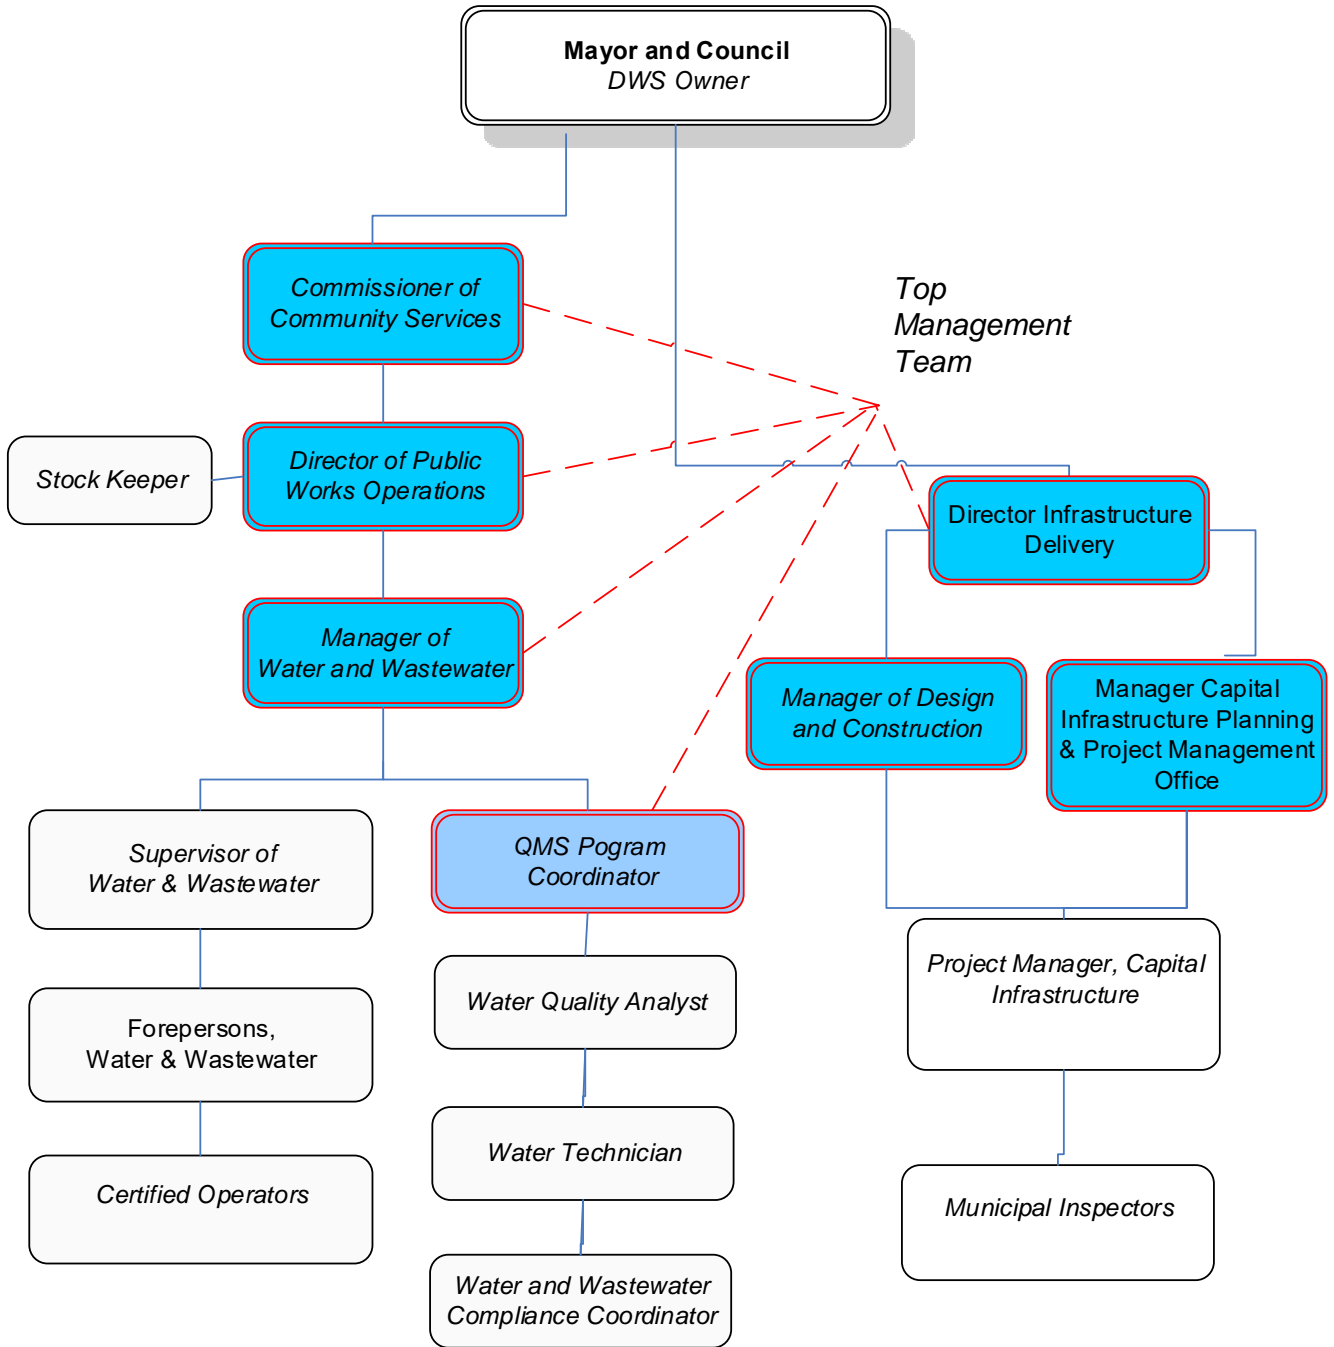 Mayor and Council
DWS Owner
Commissioner of
Community Services
Top
Management
Team
Stock Keeper
Director of Public
Works Operations
Director Infrastructure
Delivery
Manager of
Water and Wastewater
Manager of Design
and Construction
Manager Capital
Infrastructure Planning
& Project Management
Office
Supervisor of
Water & Wastewater
QMS Pogram
Coordinator
Project Manager, Capital
Infrastructure
Water Quality Analyst
Forepersons,
Water & Wastewater
Water Technician
Certified Operators
Municipal Inspectors
Water and Wastewater
Compliance Coordinator